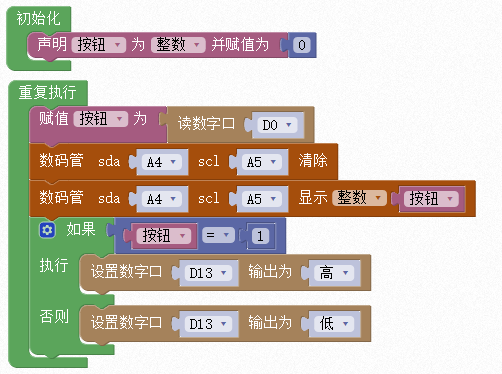 初始化
声明 按钮 为 整数 并赋值为 0
重复执行
赋值 按钮 为 读数字口 D0
数码管 sda A4 scl A5 清除
数码管 sda A4 scl A5 显示 整数 按钮
如果 按钮 = 1
执行 设置数字口 D13 输出为 高
否则 设置数字口 D13 输出为 低